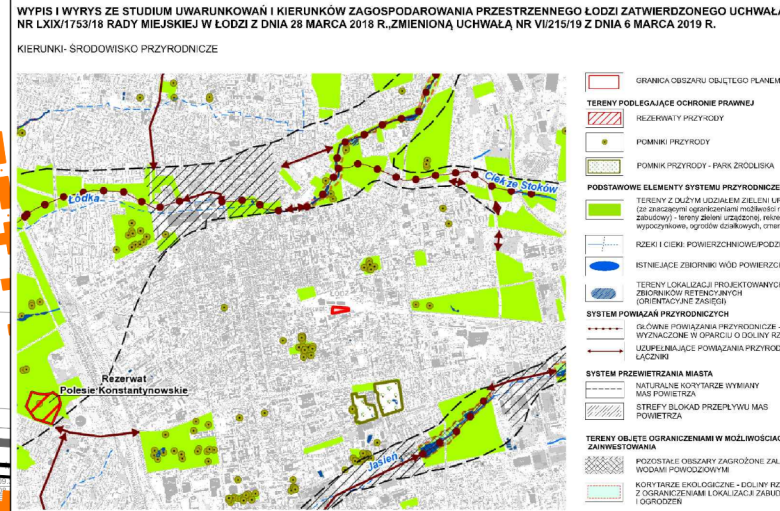 WYPIS I WYRYS ZE STUDIUM UWARUNKOWAŃ I KIERUNKÓW ZAGOSPODAROWANIA PRZESTRZENNEGO ŁODZI ZATWIERDZONEGO UCHWAŁĄ
NR LXIX/1753/18 RADY MIEJSKIEJ W ŁODZI Z DNIA 28 MARCA 2018 R.,ZMIENIONĄ UCHWAŁĄ NR VI/215/19 Z DNIA 6 MARCA 2019 R.
KIERUNKI- ŚRODOWISKO PRZYRODNICZE
Łódka
Ciek ze Stoków
Rezerwat
Polesie Konstantynowskie
Jasień
GRANICA OBSZARU OBJĘTEGO PLANEM
TERENY PODLEGAJĄCE OCHRONIE PRAWNEJ
REZERWATY PRZYRODY
POMNIKI PRZYRODY
POMNIK PRZYRODY - PARK ŹRÓDLISKA
PODSTAWOWE ELEMENTY SYSTEMU PRZYRODNICZE
TERENY Z DUŻYM UDZIAŁEM ZIELENI UR
(ze znaczącymi ograniczeniami możliwości r
zabudowy) - tereny zieleni urządzonej, rekre
wypoczynkowe, ogrodów działkowych, cmen
RZEKI I CIEKI: POWIERZCHNIOWE/PODZI
ISTNIEJĄCE ZBIORNIKI WÓD POWIERZCH
TERENY LOKALIZACJI PROJEKTOWANYCH
ZBIORNIKÓW RETENCYJNYCH
(ORIENTACYJNE ZASIĘGI)
SYSTEM POWIĄZAŃ PRZYRODNICZYCH
GŁÓWNE POWIĄZANIA PRZYRODNICZE -
WYZNACZONE W OPARCIU O DOLINY RZ
UZUPEŁNIAJĄCE POWIĄZANIA PRZYROD
ŁĄCZNIKI
SYSTEM PRZEWIETRZANIA MIASTA
NATURALNE KORYTARZE WYMIANY
MAS POWIETRZA
STREFY BLOKAD PRZEPŁYWU MAS
POWIETRZA
TERENY OBJĘTE OGRANICZENIAMI W MOŻLIWOŚCIAC
ZAINWESTOWANIA
POZOSTAŁE OBSZARY ZAGROŻONE ZAL
WODAMI POWODZIOWYMI
KORYTARZE EKOLOGICZNE - DOLINY RZ
Z OGRANICZENIAMI LOKALIZACJI ZABUD
I OGRODZEŃ